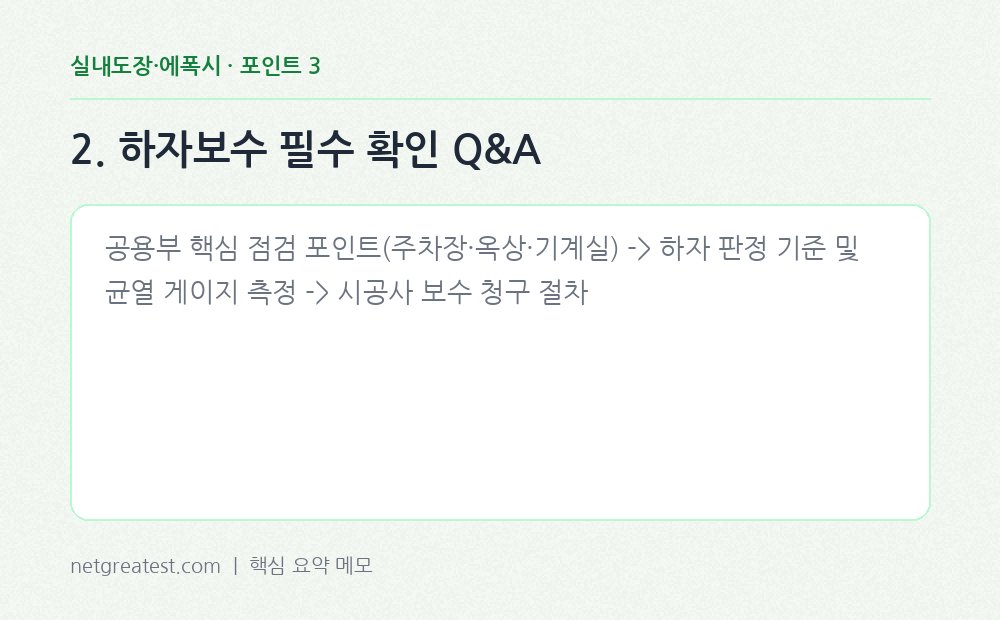 실내도장·에폭시 · 포인트 3
2. 하자보수 필수 확인 Q&A
공용부 핵심 점검 포인트(주차장·옥상·기계실) -> 하자 판정 기준 및
균열 게이지 측정 -> 시공사 보수 청구 절차
netgreatest.com | 핵심 요약 메모